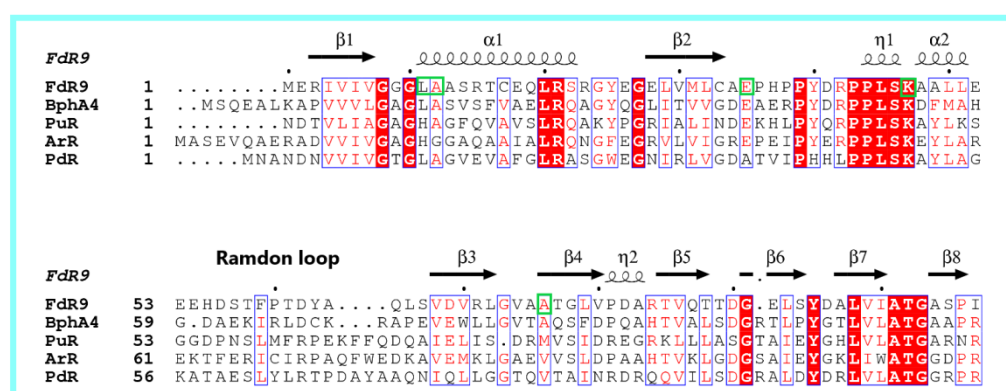 FdR9 β1 α1 β2 η1 α2
FdR9 1 ........MERIVIVGGGLAASRTCEQLRSRGYEGELVMLCAEPHPPYDRPPLSKAALLE
BphA4 1 ..MSQEALKAPVVVLGAGLASVSFVAELRQAGYQGLITVVGDEAERPYDRPPLSKDFMAH
PuR 1 ........NDTVLIAGAGHAGFQVAVSLRQAKYPGRIALINDEKHLPYQRPPLSKAYLKS
ArR 1 MASEVQAERADVVIVGAGHGGAQAAIALRQNGFEGRVLVIGREPEIPYERPPLSKEYLAR
PdR 1 .....MNANDNVVIVGTGLAGVEVAFGLRASGWEGNIRLVGDATVIPHHLPPLSKAYLAG
Ramdon loop
FdR9 β3 β4 η2 β5 β6 β7 β8
FdR9 53 EEHDSTFPTDYA....QLSVDVRLGVAATGLVPDARTVQTTDG.ELSYDALVIATGASPI
BphA4 59 G.DAEKIRLDCK...RAPEVEWLLGVTAQSFDPQAHTVALSDGRTLPYGTLVLATGAAPR
PuR 53 GGDPNSLMFRPEKFFQDQAIELIS.DRMVSIDREGRKLLLASGTAIEYGHLVLATGARNR
ArR 61 EKTFERICIRPAQFWEDKAVEMKLGAEVVSLDPAAHTVKLGDGSAIEYGKLIWATGGDPR
PdR 56 KATAESLYLRTPDAYAAQNIQLLGGTQVTAINRDRQQVILSDGRALDYDRLVLATGGRPR